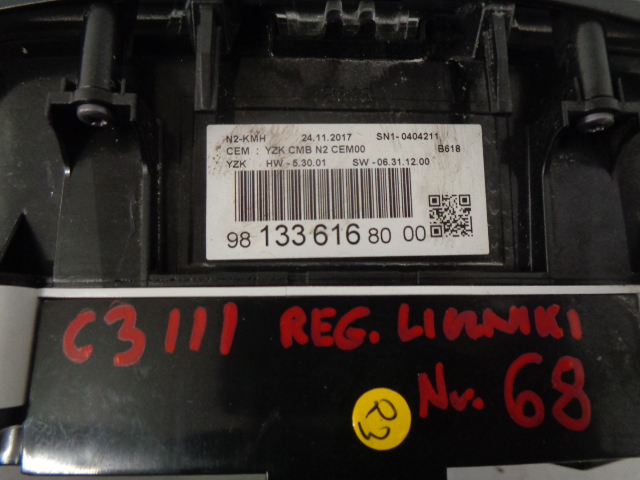 N2-KMH 24.11.2017 SN1-0404211
CEM : YZK CMB N2 CEM00 B618
YZK HW - 5.30.01 SW - 06.31.12.00
98 133 616 80 00
C3 III REG. LICZNIKI
Nr. 68
P3